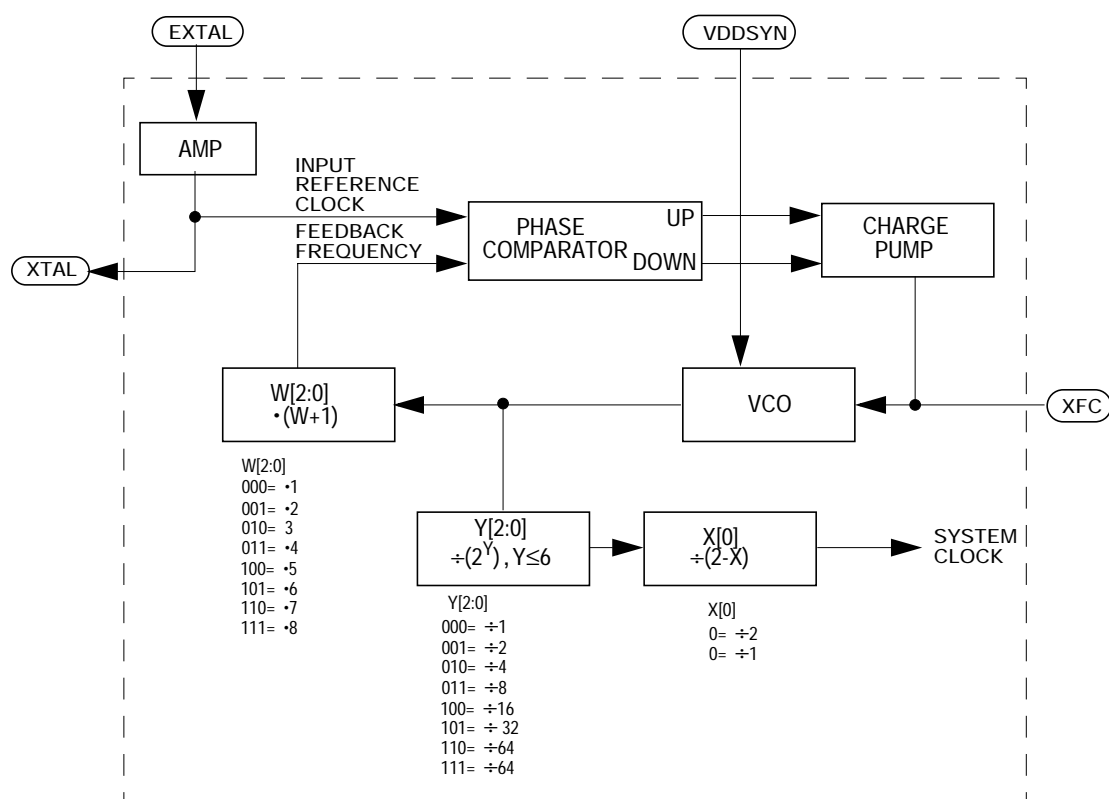 EXTAL
VDDSYN
AMP
INPUT
REFERENCE
CLOCK
FEEDBACK
FREQUENCY
PHASE
COMPARATOR
UP
DOWN
CHARGE
PUMP
XTAL
W[2:0]
•(W+1)
VCO
XFC
W[2:0]
000= •1
001= •2
010= 3
011= •4
100= •5
101= •6
110= •7
111= •8
Y[2:0]
÷(2^Y) , Y≤6
X[0]
÷(2-X)
SYSTEM
CLOCK
Y[2:0]
000= ÷1
001= ÷2
010= ÷4
011= ÷8
100= ÷16
101= ÷ 32
110= ÷64
111= ÷64
X[0]
0= ÷2
0= ÷1